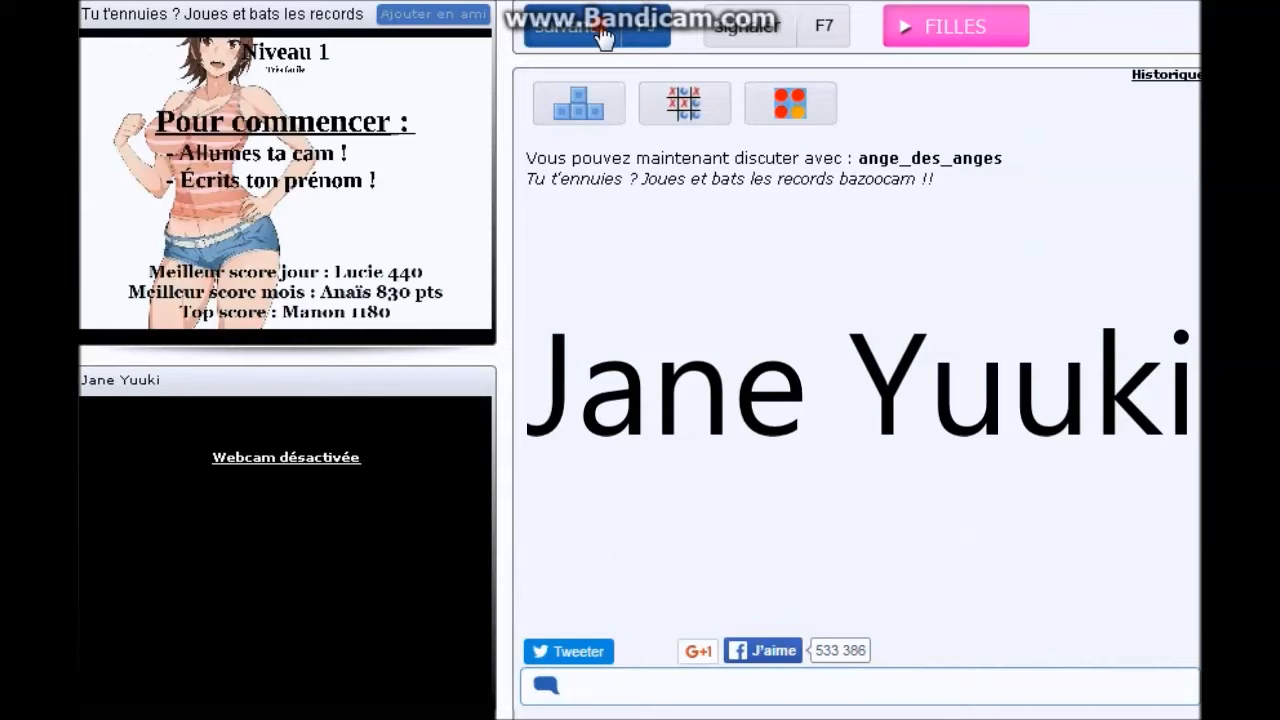 Tu t'ennuies ? Joues et bats les records
Ajouter en ami
www.Bandicam.com
Suivant
Signaler
F7
FILLES
Niveau 1
Très facile
Pour commencer :
- Allumes ta cam !
- Écrits ton prénom !
Meilleur score jour : Lucie 440
Meilleur score mois : Anaïs 830 pts
Top score : Manon 1180
Historique
Vous pouvez maintenant discuter avec : ange_des_anges
Tu t'ennuies ? Joues et bats les records bazoocam !!
Jane Yuuki
Webcam désactivée
Jane Yuuki
Tweeter
G+1
J'aime
533 386